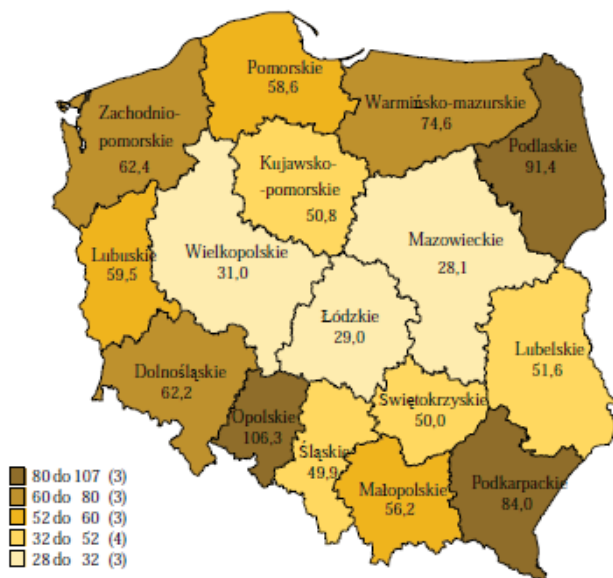 Pomorskie
58,6
Warmińsko-mazurskie
74,6
Zachodnio-
pomorskie
62,4
Podlaskie
91,4
Kujawsko-
-pomorskie
50,8
Lubuskie
59,5
Wielkopolskie
31,0
Mazowieckie
28,1
Łódzkie
29,0
Lubelskie
51,6
Dolnośląskie
62,2
Opolskie
106,3
Świętokrzyskie
50,0
Śląskie
49,9
Małopolskie
56,2
Podkarpackie
84,0
80 do 107 (3)
60 do 80 (3)
52 do 60 (3)
32 do 52 (4)
28 do 32 (3)